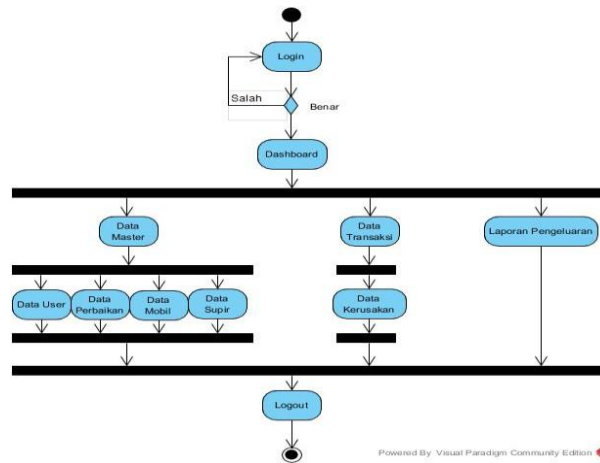 Login
Salah
Benar
Dashboard
Data
Master
Data
Transaksi
Laporan Pengeluaran
Data User
Data
Perbaikan
Data
Mobil
Data
Supir
Data
Kerusakan
Logout
Powered By Visual Paradigm Community Edition